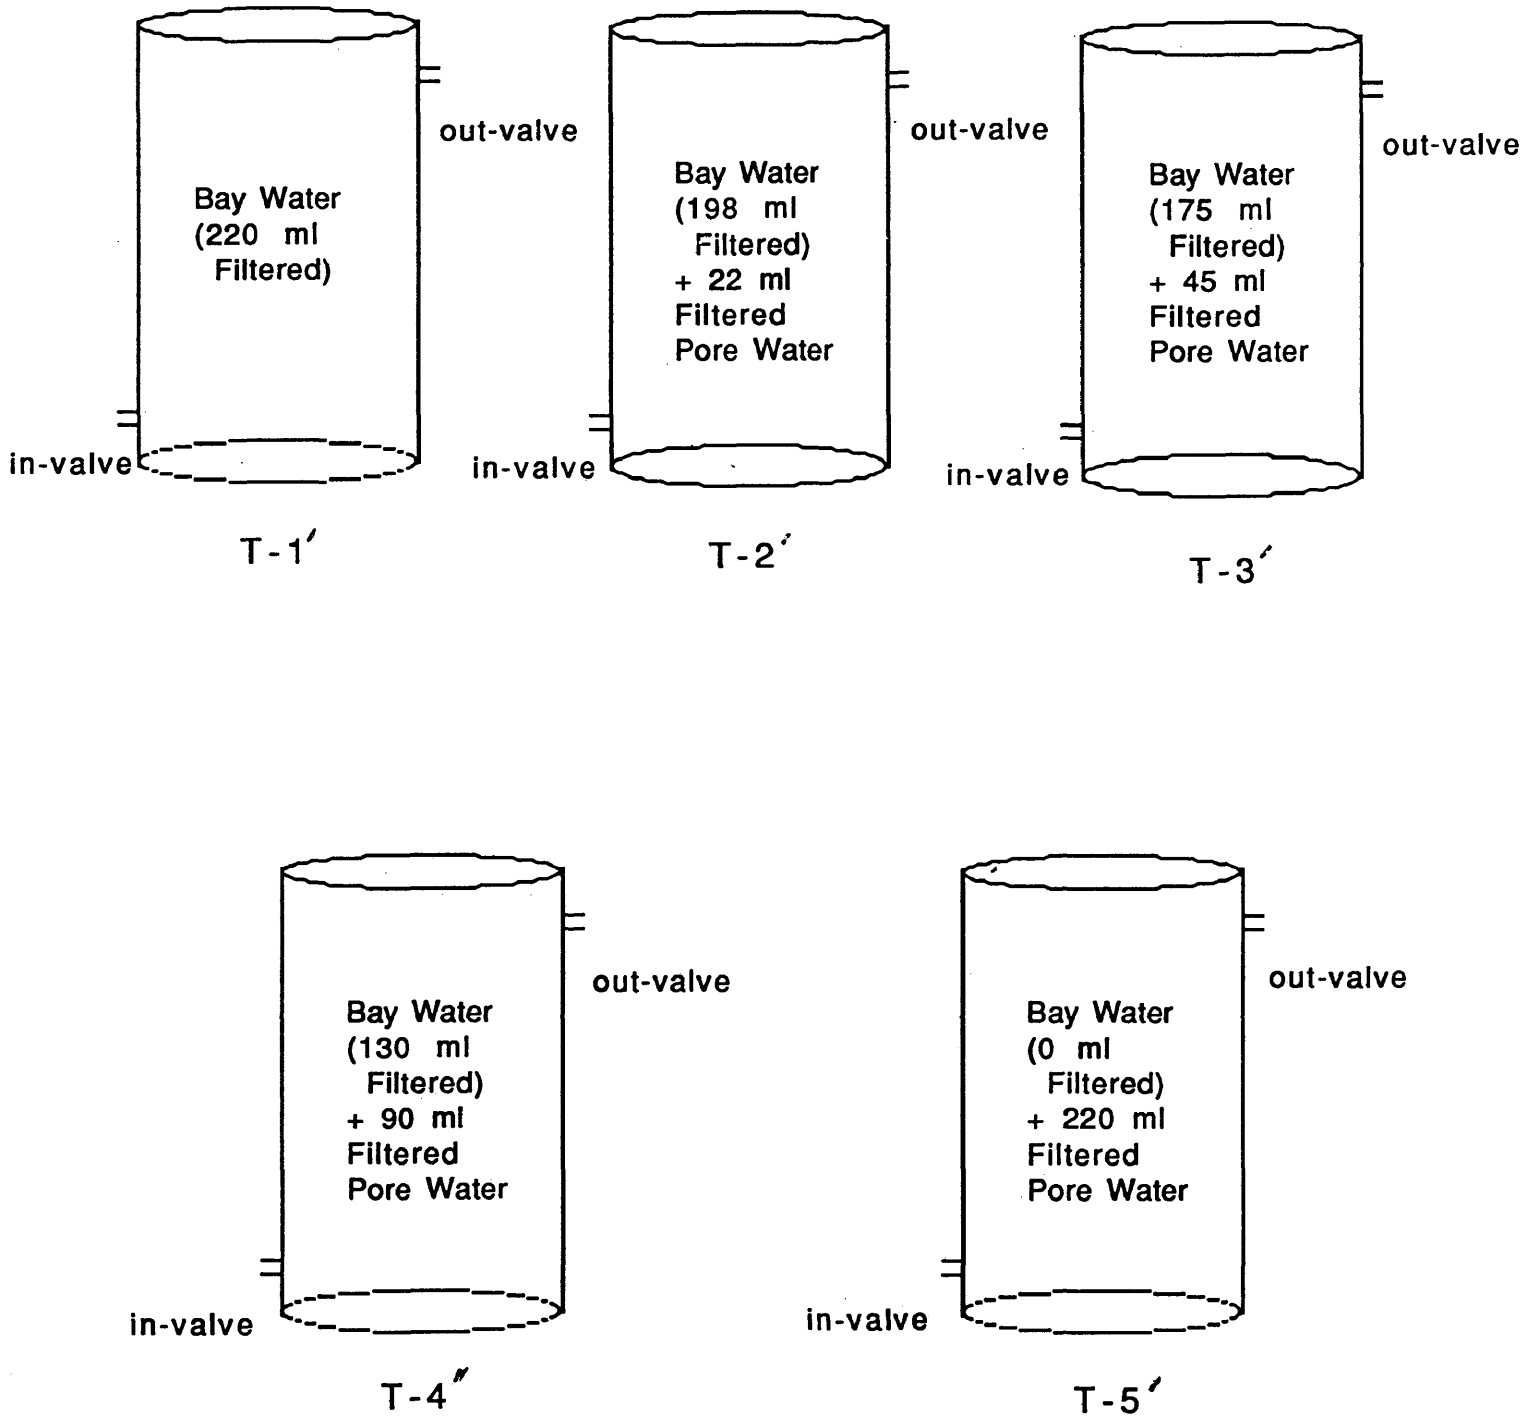 out-valve
Bay Water
(220 ml
Filtered)
in-valve
T-1′
out-valve
Bay Water
(198 ml
Filtered)
+ 22 ml
Filtered
Pore Water
in-valve
T-2′
out-valve
Bay Water
(175 ml
Filtered)
+ 45 ml
Filtered
Pore Water
in-valve
T-3′
out-valve
Bay Water
(130 ml
Filtered)
+ 90 ml
Filtered
Pore Water
in-valve
T-4″
out-valve
Bay Water
(0 ml
Filtered)
+ 220 ml
Filtered
Pore Water
in-valve
T-5′